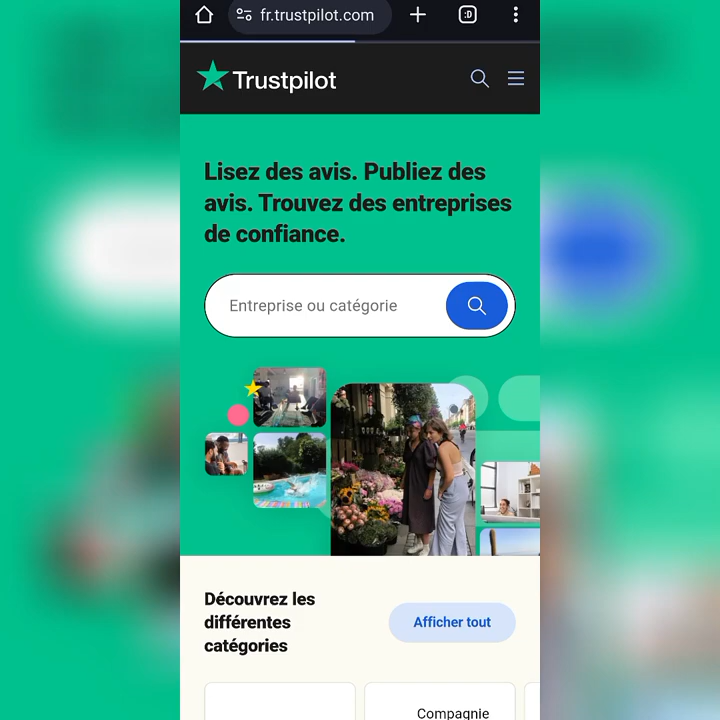 fr.trustpilot.com
:D
Trustpilot
Lisez des avis. Publiez des
avis. Trouvez des entreprises
de confiance.
Entreprise ou catégorie
Découvrez les
différentes
catégories
Afficher tout
Compagnie